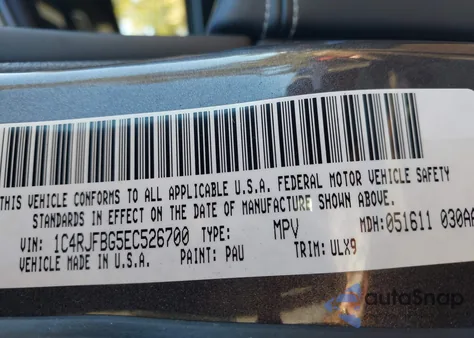 THIS VEHICLE CONFORMS TO ALL APPLICABLE U.S.A. FEDERAL MOTOR VEHICLE SAFETY
STANDARDS IN EFFECT ON THE DATE OF MANUFACTURE SHOWN ABOVE.
VIN: 1C4RJFBG5EC526700 TYPE: MPV MDH:051611 030AA
VEHICLE MADE IN U.S.A. PAINT: PAU TRIM: ULX9
autoSnap